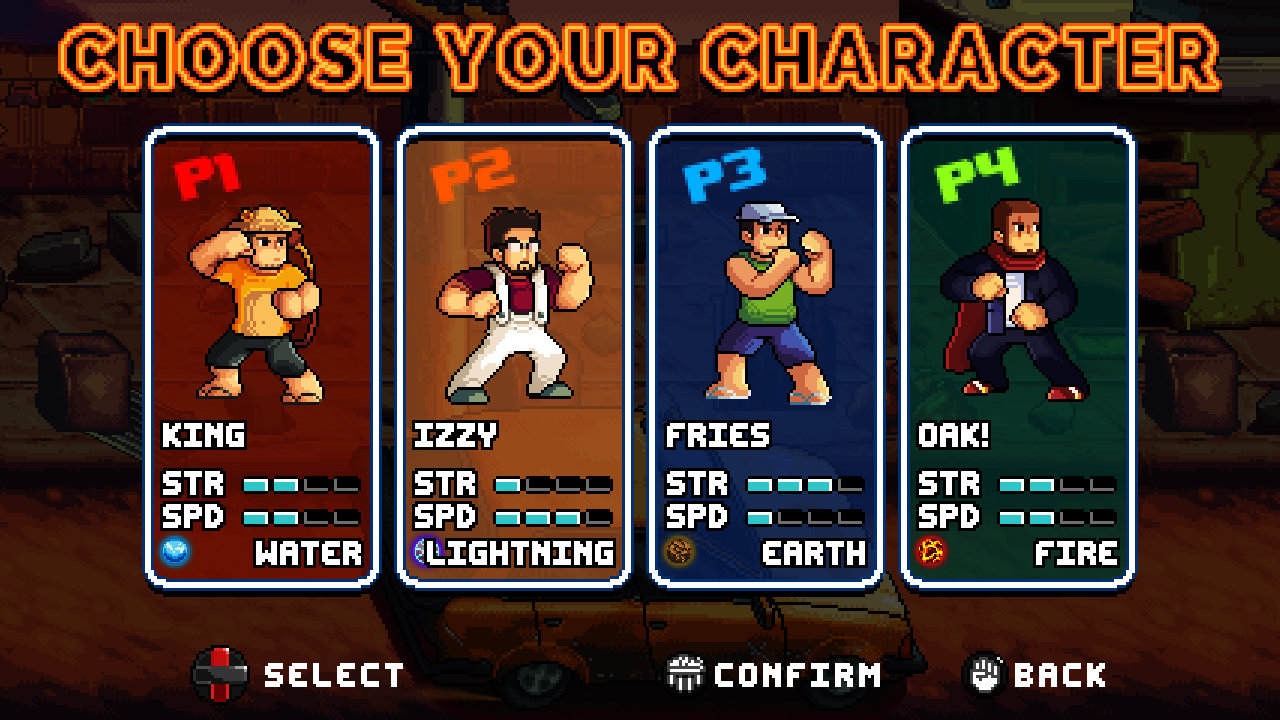 CHOOSE YOUR CHARACTER
P1
KING
STR
SPD
WATER
P2
IZZY
STR
SPD
LIGHTNING
P3
FRIES
STR
SPD
EARTH
P4
OAK!
STR
SPD
FIRE
SELECT
CONFIRM
BACK